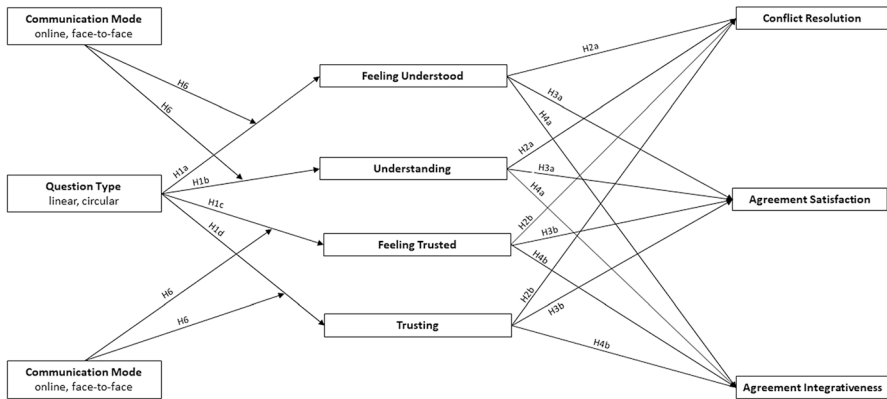 Communication Mode
online, face-to-face
Conflict Resolution
H2a
H6
Feeling Understood
H3a
H6
H4a
H1a
H2a
Understanding
H3a
Question Type
linear, circular
H1b
H4a
Agreement Satisfaction
H1c
H2b
H1d
Feeling Trusted
H3b
H4b
H6
H2b
H6
Trusting
H3b
H4b
Communication Mode
online, face-to-face
Agreement Integrativeness